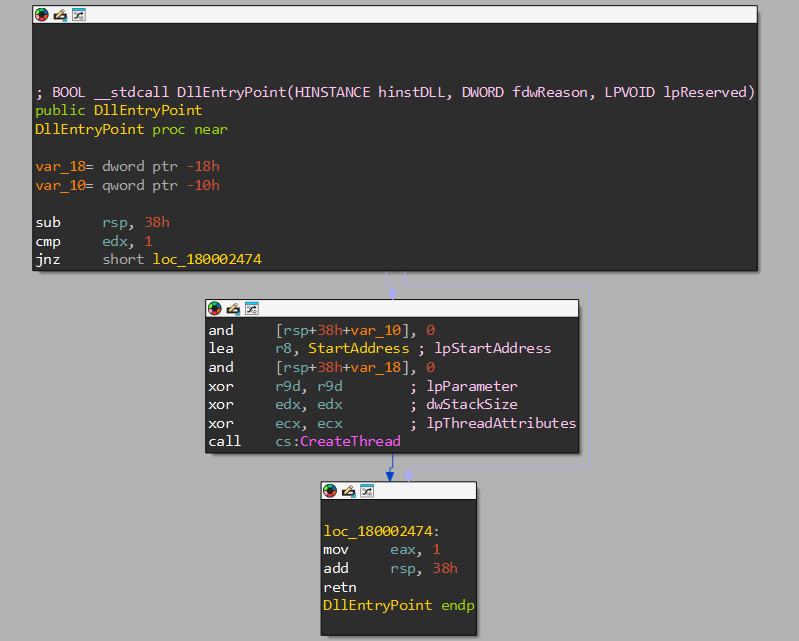 ; BOOL __stdcall DllEntryPoint(HINSTANCE hinstDLL, DWORD fdwReason, LPVOID lpReserved)
public DllEntryPoint
DllEntryPoint proc near
var_18= dword ptr -18h
var_10= qword ptr -10h
sub rsp, 38h
cmp edx, 1
jnz short loc_180002474
and [rsp+38h+var_10], 0
lea r8, StartAddress ; lpStartAddress
and [rsp+38h+var_18], 0
xor r9d, r9d ; lpParameter
xor edx, edx ; dwStackSize
xor ecx, ecx ; lpThreadAttributes
call cs:CreateThread
loc_180002474:
mov eax, 1
add rsp, 38h
retn
DllEntryPoint endp